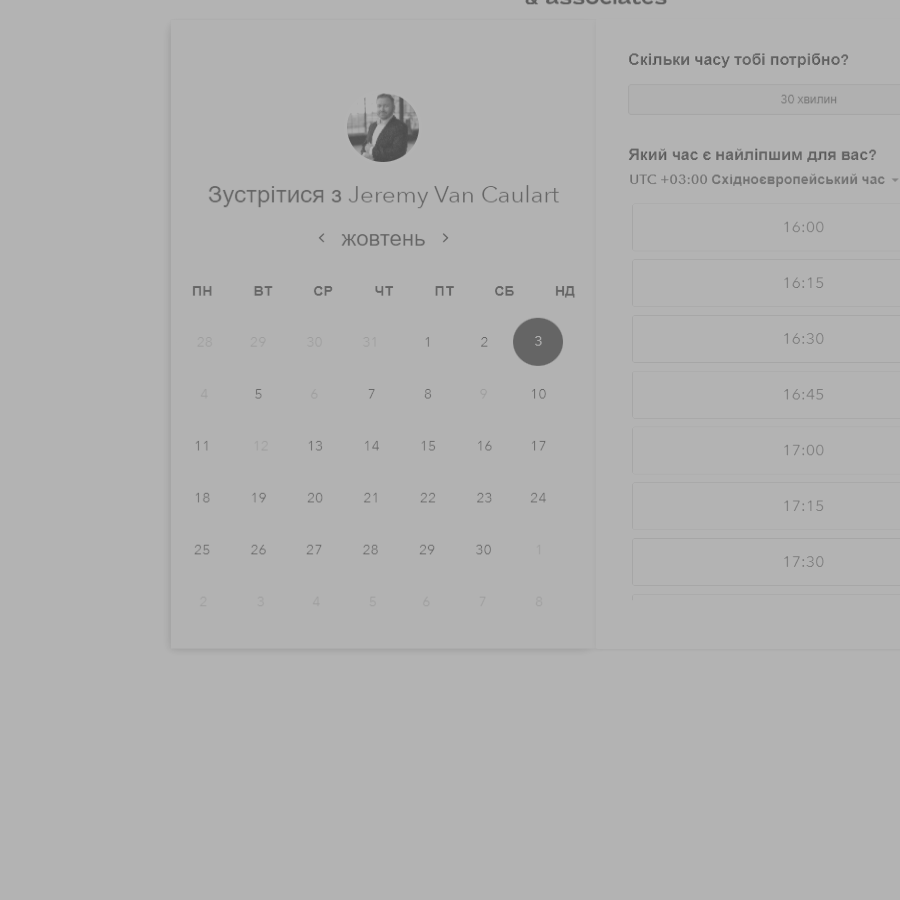 & associates
Зустрітися з Jeremy Van Caulart
жовтень
ПН ВТ СР ЧТ ПТ СБ НД
28 29 30 31 1 2 3
4 5 6 7 8 9 10
11 12 13 14 15 16 17
18 19 20 21 22 23 24
25 26 27 28 29 30 1
2 3 4 5 6 7 8
Скільки часу тобі потрібно?
30 хвилин
Який час є найліпшим для вас?
UTC +03:00 Східноєвропейський час
16:00
16:15
16:30
16:45
17:00
17:15
17:30